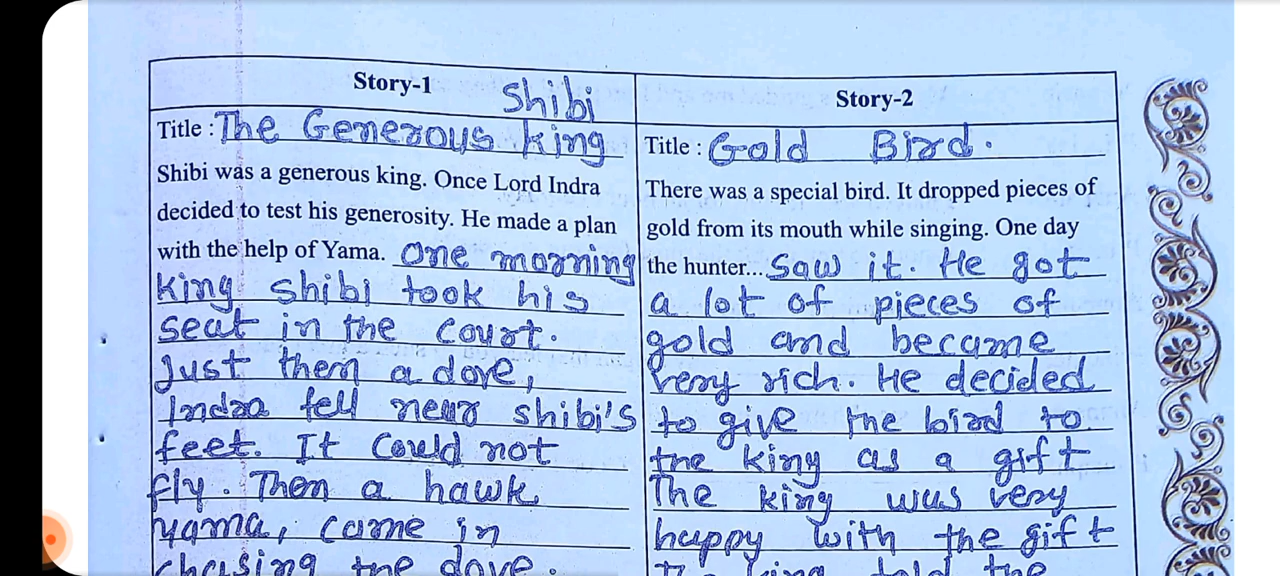 Story-1
Title : The Generous king Shibi
Shibi was a generous king. Once Lord Indra
decided to test his generosity. He made a plan
with the help of Yama. One morning
king shibi took his
seat in the court.
Just then a dove,
Indra fell near shibi's
feet. It could not
fly. Then a hawk
yama, came in
chasing the dove.
Story-2
Title : Gold Bird.
There was a special bird. It dropped pieces of
gold from its mouth while singing. One day
the hunter... Saw it. He got
a lot of pieces of
gold and became
very rich. He decided
to give the bird to
the king as a gift
The king was very
happy with the gift
The king told the